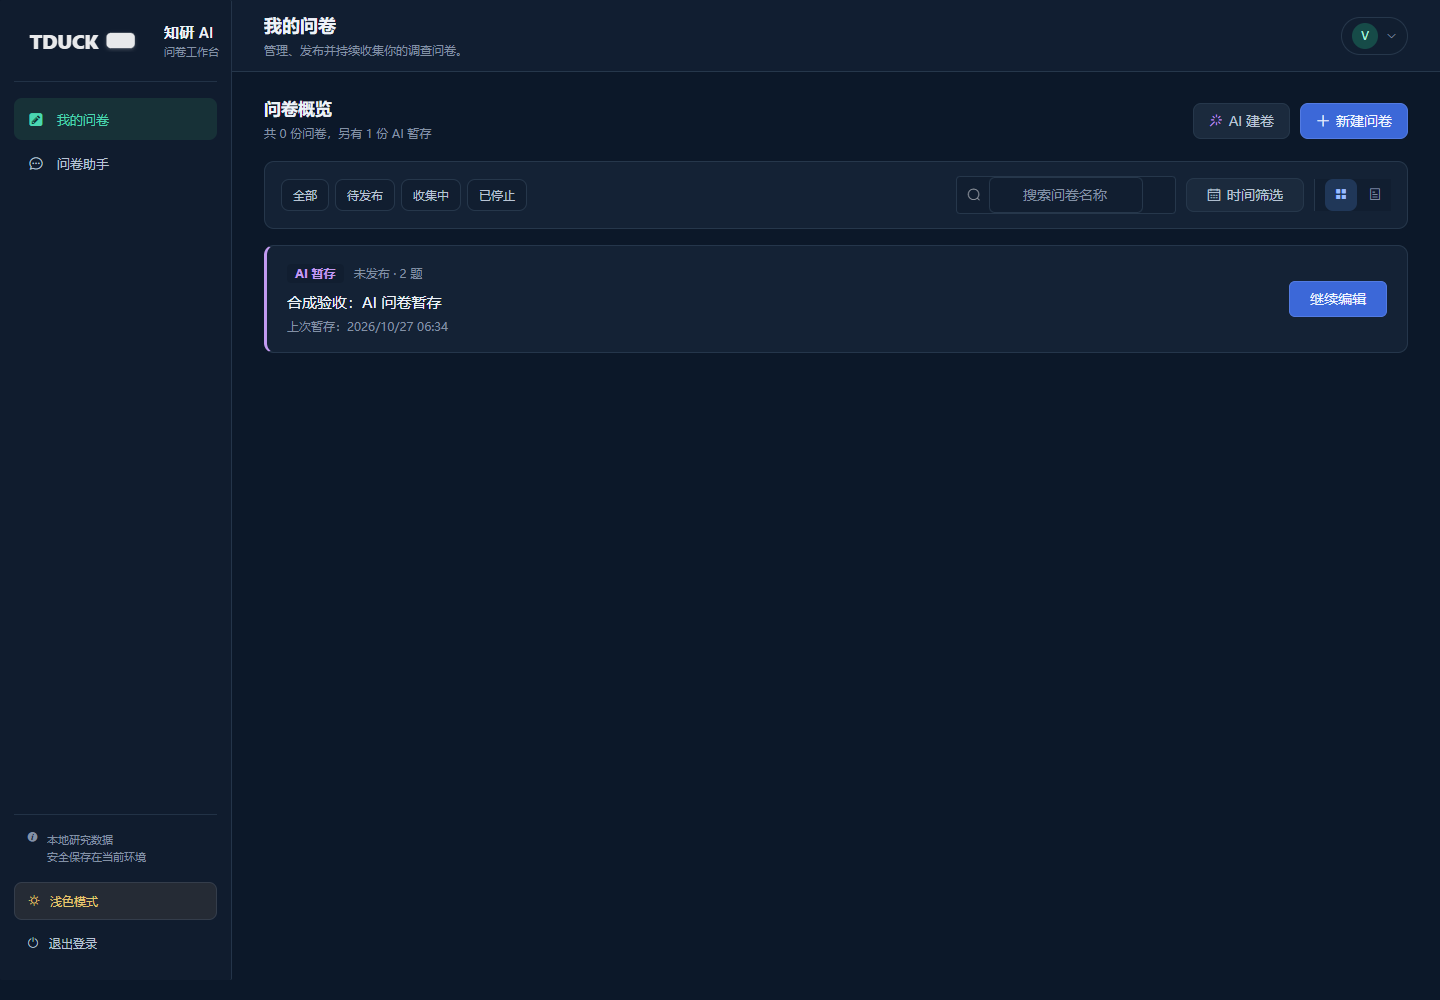 TDUCK
知研 AI
问卷工作台
我的问卷
问卷助手
本地研究数据
安全保存在当前环境
浅色模式
退出登录
我的问卷
管理、发布并持续收集你的调查问卷。
V
问卷概览
共 0 份问卷，另有 1 份 AI 暂存
AI 建卷
新建问卷
全部
待发布
收集中
已停止
搜索问卷名称
时间筛选
AI 暂存 未发布 · 2 题
合成验收：AI 问卷暂存
上次暂存：2026/10/27 06:34
继续编辑